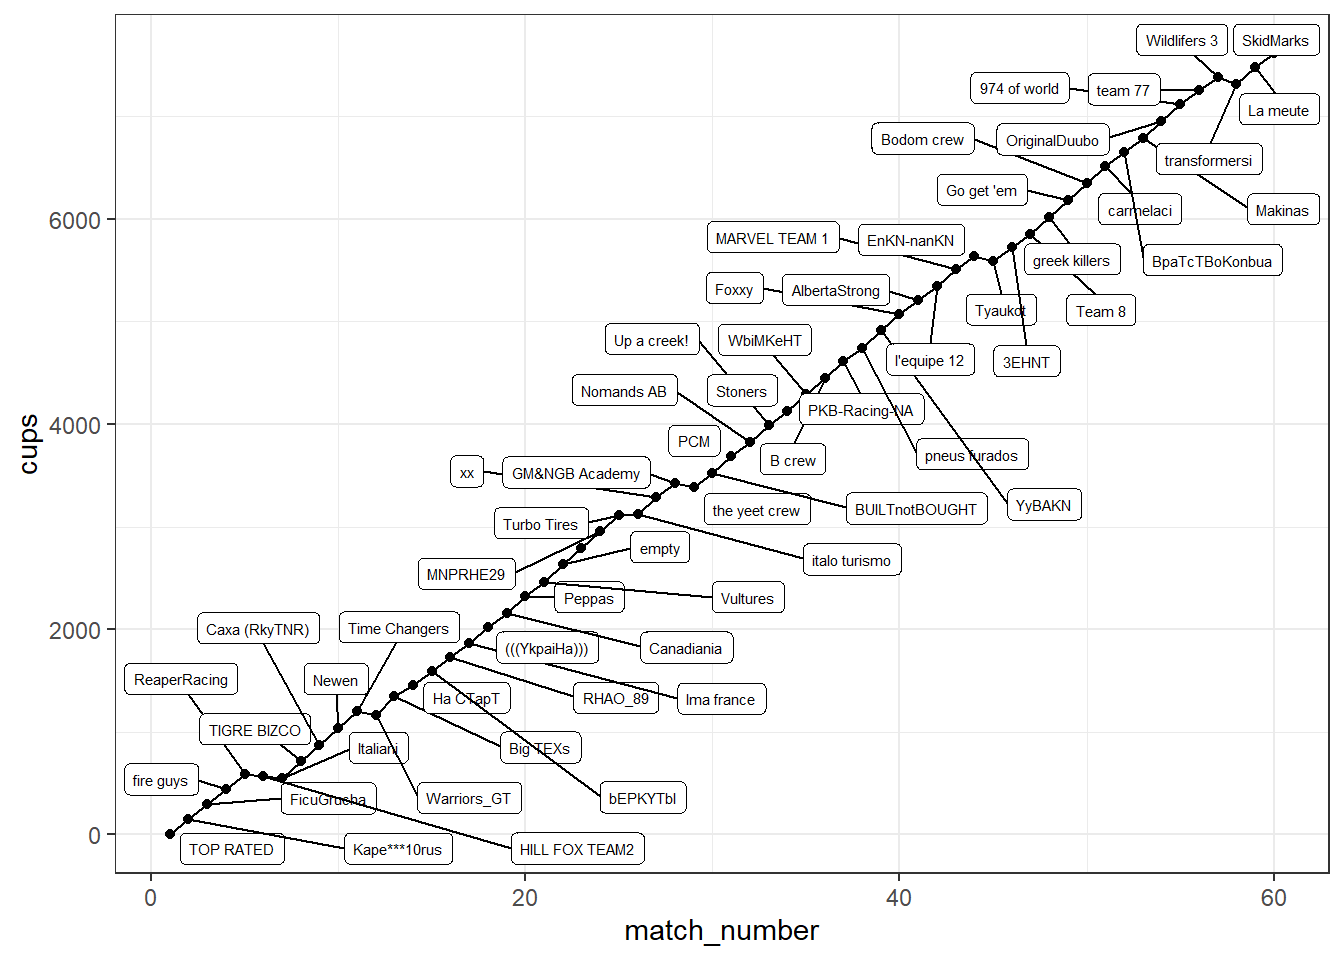 Wildlifers 3
SkidMarks
974 of world
team 77
La meute
Bodom crew
OriginalDuubo
transformersi
Go get 'em
carmelaci
Makinas
6000
MARVEL TEAM 1
EnKN-nanKN
greek killers
BpaTcTBoKonbua
Foxxy
AlbertaStrong
Tyaukot
Team 8
Up a creek!
WbiMKeHT
l'equipe 12
3EHNT
Nomands AB
Stoners
PKB-Racing-NA
4000
PCM
B crew
pneus furados
xx
GM&NGB Academy
the yeet crew
BUILTnotBOUGHT
YyBAKN
Turbo Tires
empty
italo turismo
MNPRHE29
Peppas
Vultures
2000
Caxa (RkyTNR)
Time Changers
(((YkpaiHa)))
Canadiania
ReaperRacing
Newen
Ha CTapT
RHAO_89
Ima france
TIGRE BIZCO
Italiani
Big TEXs
fire guys
FicuGrucha
Warriors_GT
bEPKYTbI
0
TOP RATED
Kape***10rus
HILL FOX TEAM2
0
20
40
60
match_number
cups